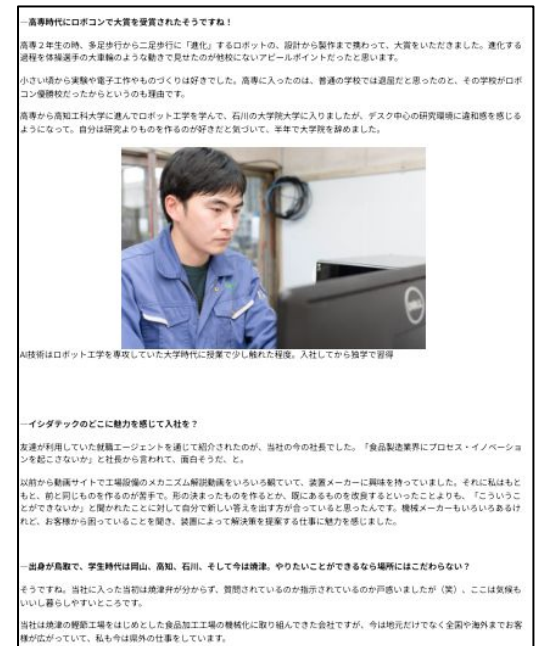 ―高専時代にロボコンで大賞を受賞されたそうですね！
高専２年生の時、多足歩行から二足歩行に「進化」するロボットの、設計から製作まで携わって、大賞をいただきました。進化する
過程を体操選手の大車輪のような動きで見せたのが他校にないアピールポイントだったと思います。
小さい頃から実験や電子工作やものづくりは好きでした。高専に入ったのは、普通の学校では退屈だと思ったのと、その学校がロボ
コン優勝校だったからというのも理由です。
高専から高知工科大学に進んでロボット工学を学んで、石川の大学院大学に入りましたが、デスク中心の研究環境に違和感を感じる
ようになって。自分は研究よりものを作るのが好きだと気づいて、半年で大学院を辞めました。
DELL
AI技術はロボット工学を専攻していた大学時代に授業で少し触れた程度。入社してから独学で習得
―イシダテックのどこに魅力を感じて入社を？
友達が利用していた就職エージェントを通じて紹介されたのが、当社の今の社長でした。「食品製造業界にプロセス・イノベーショ
ンを起こさないか」と社長から言われて、面白そうだ、と。
以前から動画サイトで工場設備のメカニズム解説動画をいろいろ観ていて、装置メーカーに興味を持っていました。それに私はもと
もと、前と同じものを作るのが苦手で。形の決まったものを作るとか、既にあるものを改良するといったことよりも、「こういうこ
とができないか」と聞かれたことに対して自分で新しい答えを出す方が合っていると思ったんです。機械メーカーもいろいろあるけ
れど、お客様から困っていることを聞き、装置によって解決策を提案する仕事に魅力を感じました。
―出身が鳥取で、学生時代は岡山、高知、石川、そして今は焼津。やりたいことができるなら場所にはこだわらない？
そうですね。当社に入った当初は焼津弁が分からず、質問されているのか指示されているのか戸惑いましたが（笑）、ここは気候も
いいし暮らしやすいところです。
当社は焼津の鰹節工場をはじめとした食品加工工場の機械化に取り組んできた会社ですが、今は地元だけでなく全国や海外までお客
様が広がっていて、私も今は県外の仕事をしています。